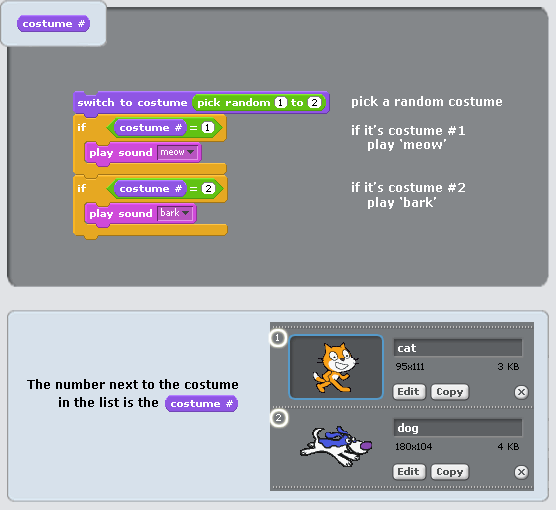 costume #
switch to costume pick random 1 to 2
pick a random costume
if costume # = 1
if it's costume #1
play sound meow
play 'meow'
if costume # = 2
if it's costume #2
play sound bark
play 'bark'
The number next to the costume
in the list is the costume #
1
cat
95x111 3 KB
Edit Copy
2
dog
180x104 4 KB
Edit Copy